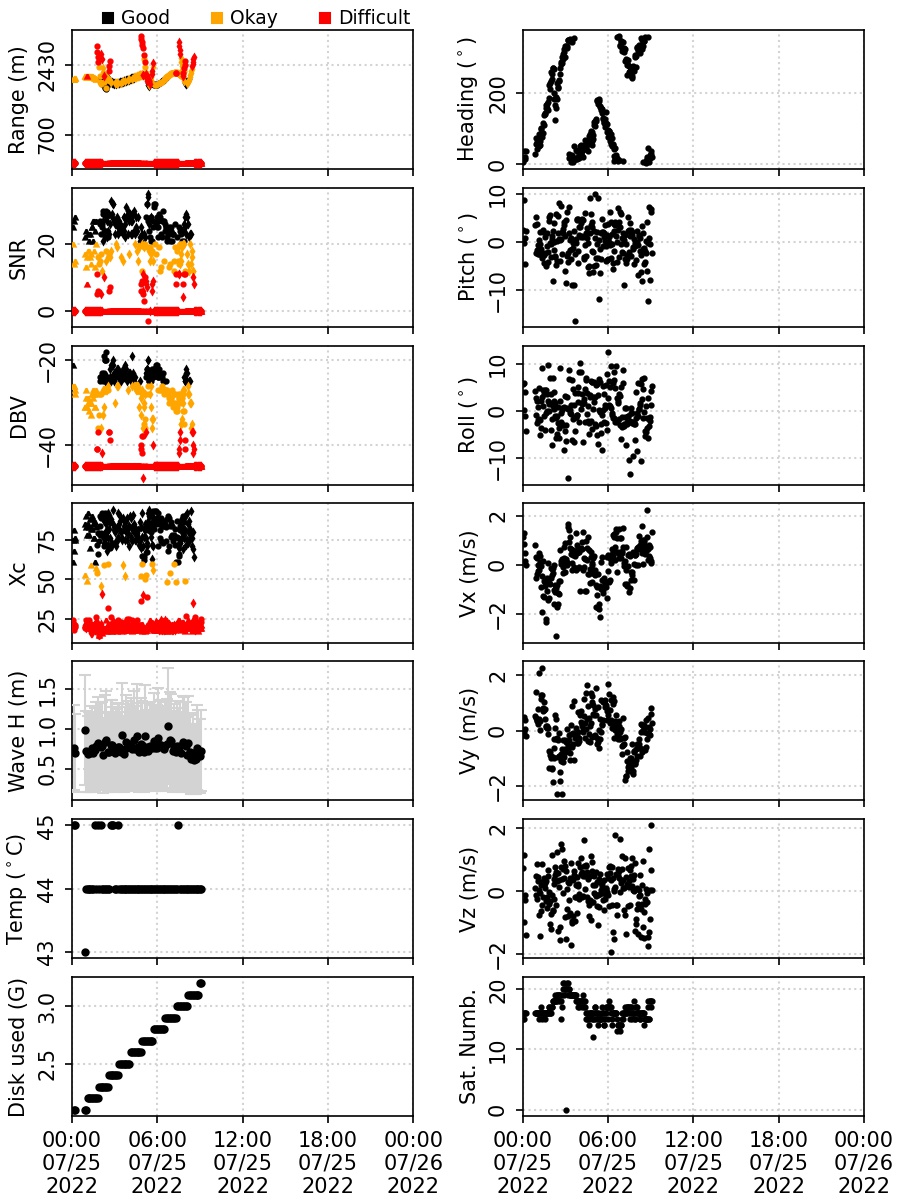 Good Okay Difficult
Range (m)
2430
700
Heading (°)
200
0
SNR
20
0
Pitch (°)
10
0
−10
DBV
−20
−40
Roll (°)
10
0
−10
Xc
75
50
25
Vx (m/s)
2
0
−2
Wave H (m)
1.5
1.0
0.5
Vy (m/s)
2
0
−2
Temp (°C)
45
44
43
Vz (m/s)
2
0
−2
Disk used (G)
3.0
2.5
Sat. Numb.
20
10
0
00:00 06:00 12:00 18:00 00:00 00:00 06:00 12:00 18:00 00:00
07/25 07/25 07/25 07/25 07/26 07/25 07/25 07/25 07/25 07/26
2022 2022 2022 2022 2022 2022 2022 2022 2022 2022